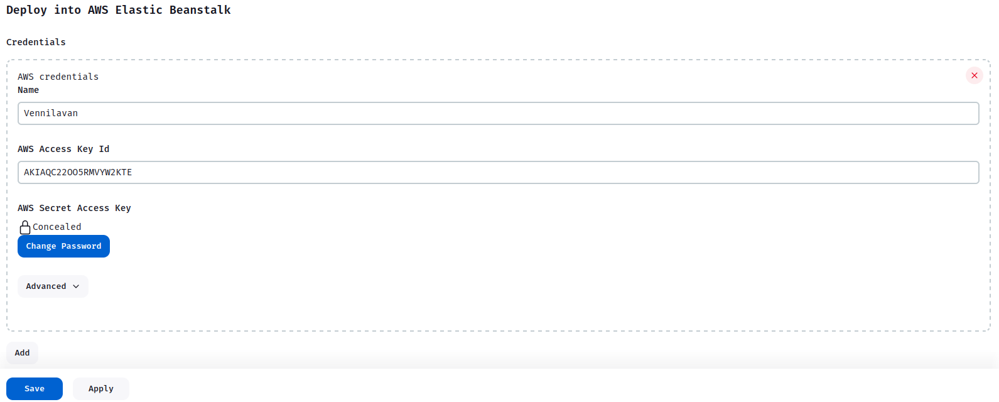 Deploy into AWS Elastic Beanstalk
Credentials
AWS credentials
Name
Vennilavan
AWS Access Key Id
AKIAQC22OO5RMVYW2KTE
AWS Secret Access Key
Concealed
Change Password
Advanced
Add
Save
Apply